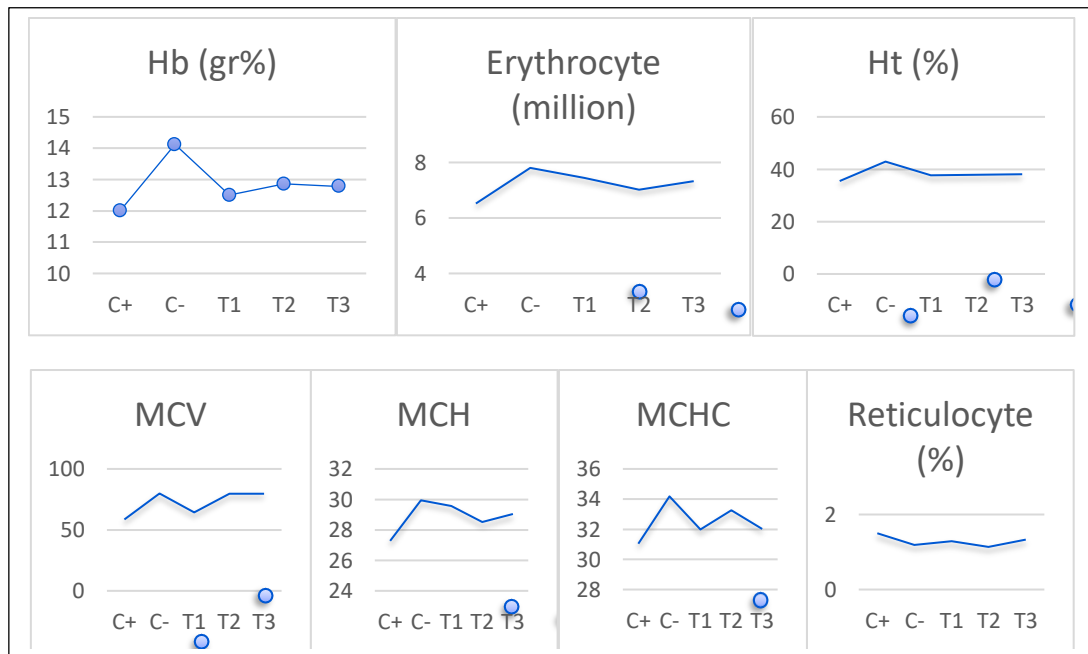 Hb (gr%)
15
14
13
12
11
10
C+ C- T1 T2 T3
Erythrocyte
(million)
8
6
4
C+ C- T1 T2 T3
Ht (%)
60
40
20
0
C+ C- T1 T2 T3
MCV
100
50
0
C+ C- T1 T2 T3
MCH
32
30
28
26
24
C+ C- T1 T2 T3
MCHC
36
34
32
30
28
C+ C- T1 T2 T3
Reticulocyte
(%)
2
0
C+ C- T1 T2 T3